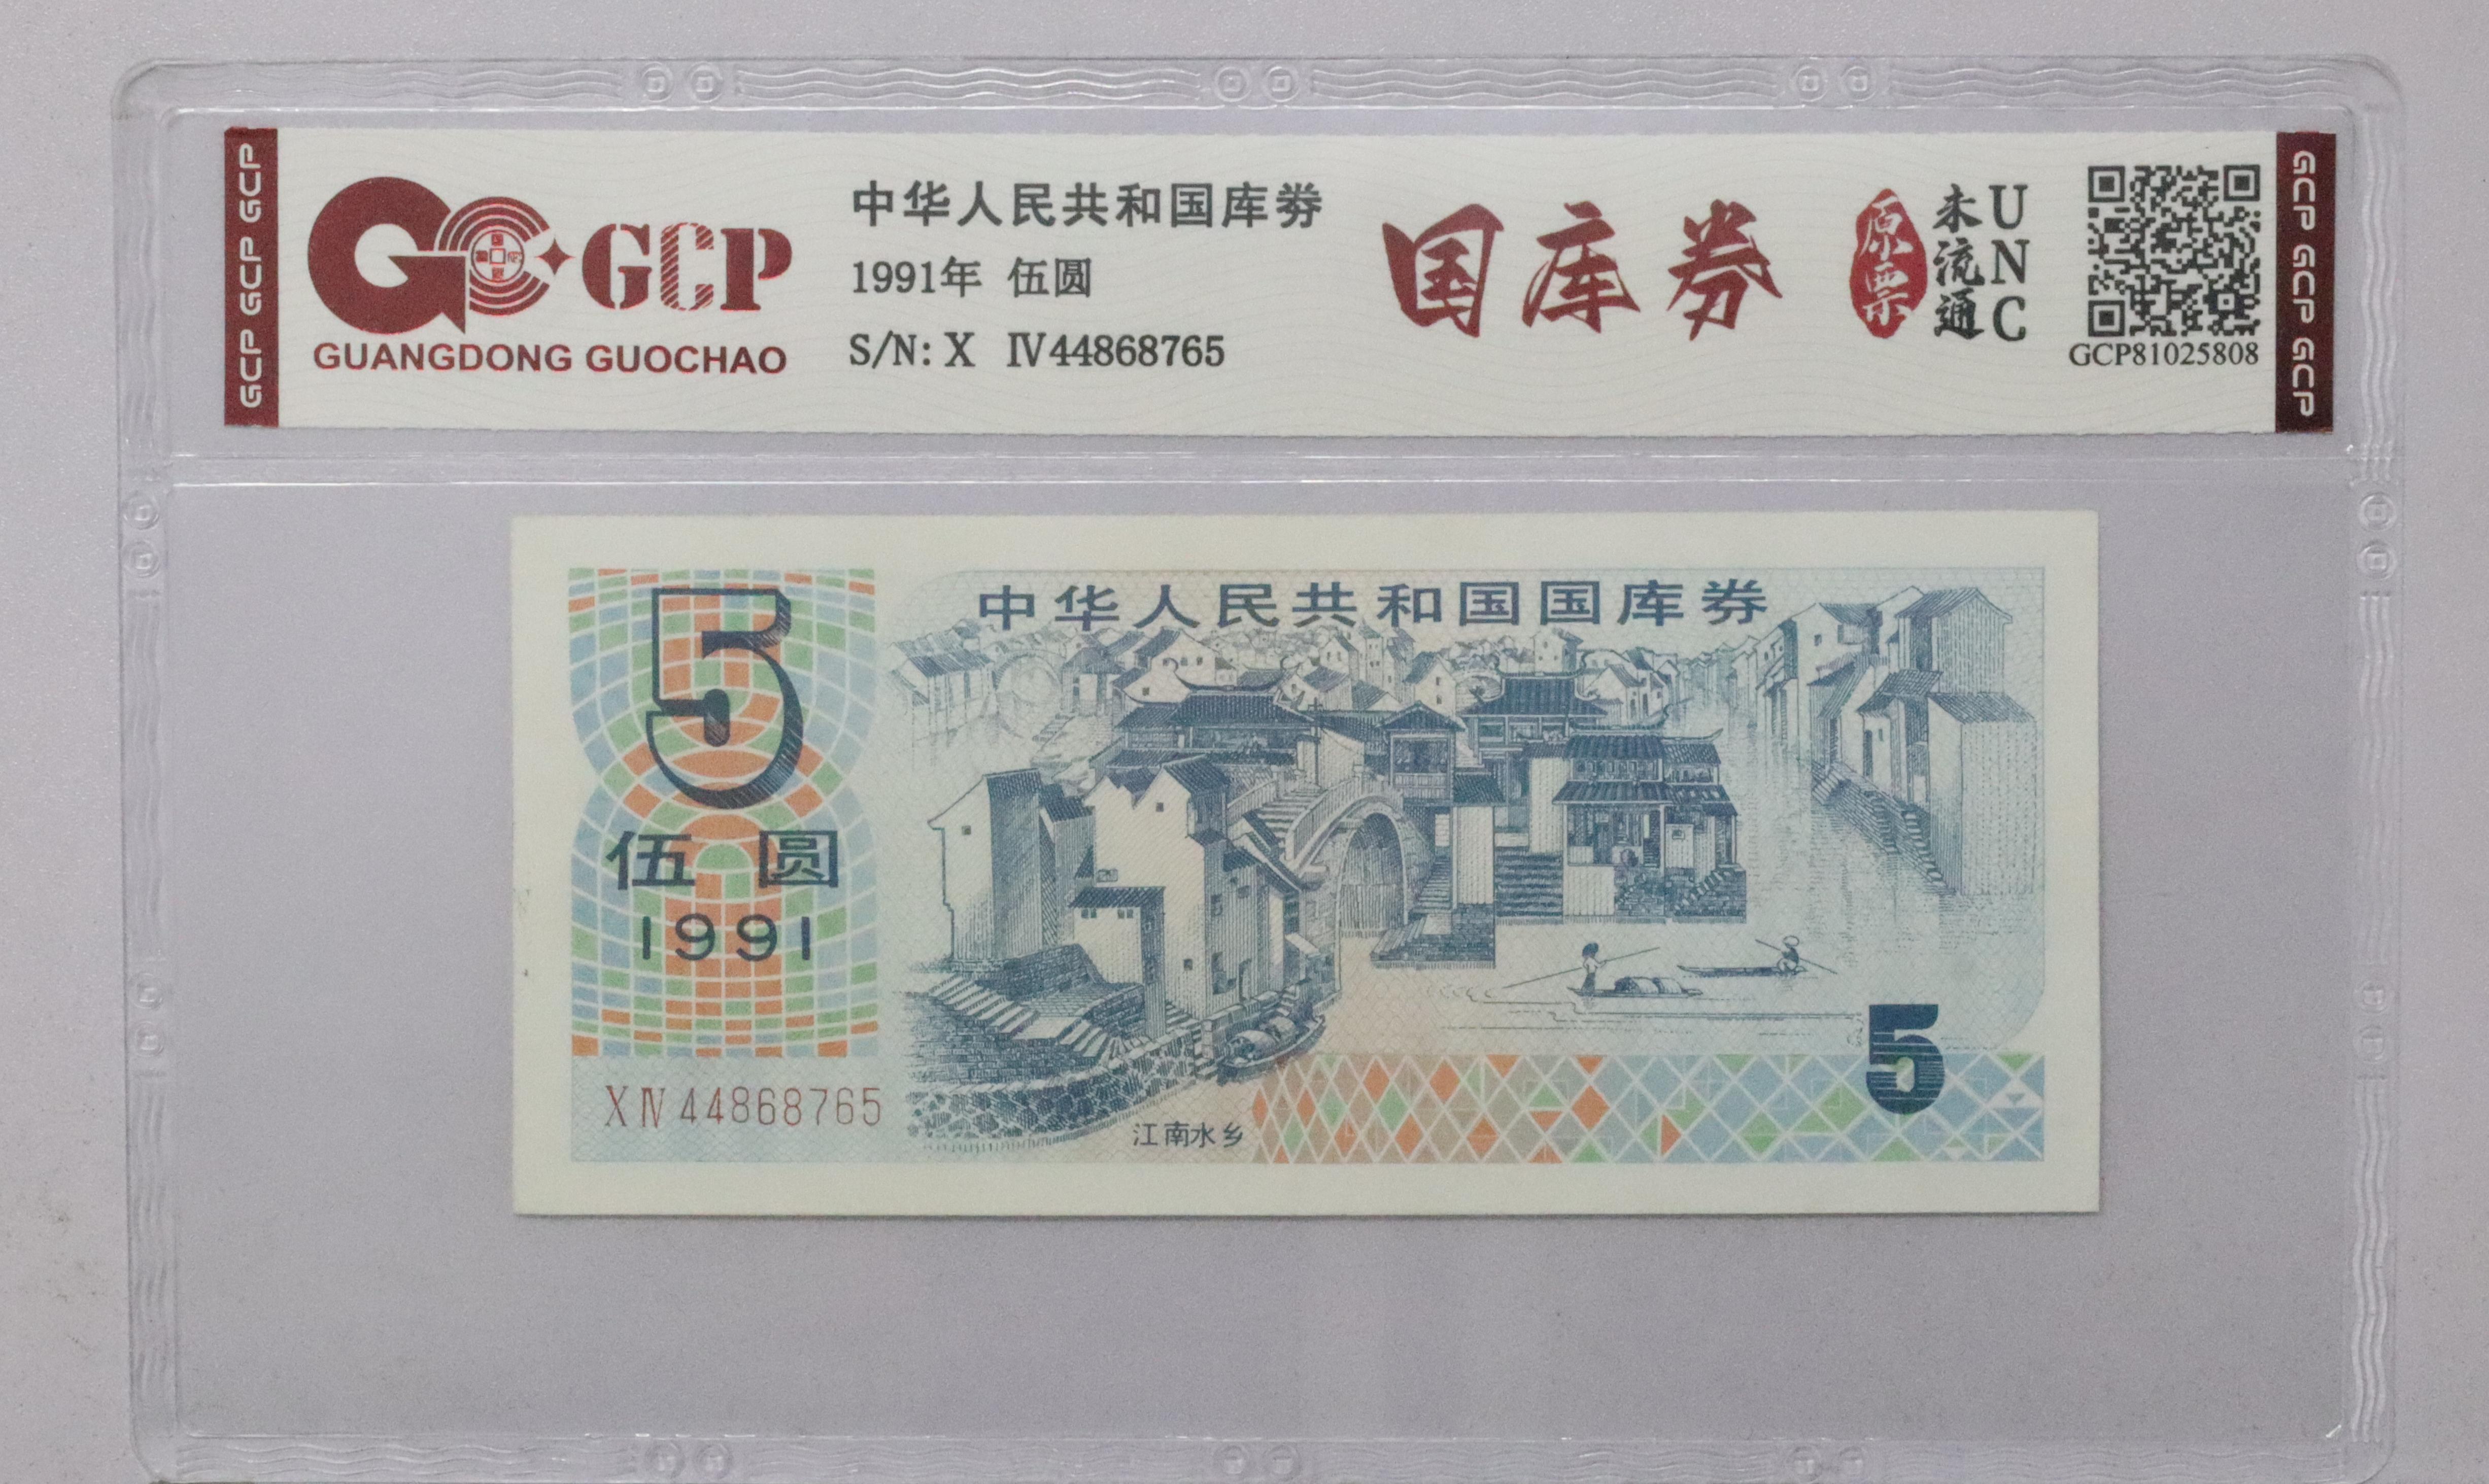 GCP GCP GCP
GCP
GUANGDONG GUOCHAO
中华人民共和国库劵
1991年 伍圆
S/N: X Ⅳ44868765
国库券
原票
未流通
UNC
GCP81025808
GCP GCP GCP
中华人民共和国国库券
5
伍圆
1991
XⅣ44868765
江南水乡
5